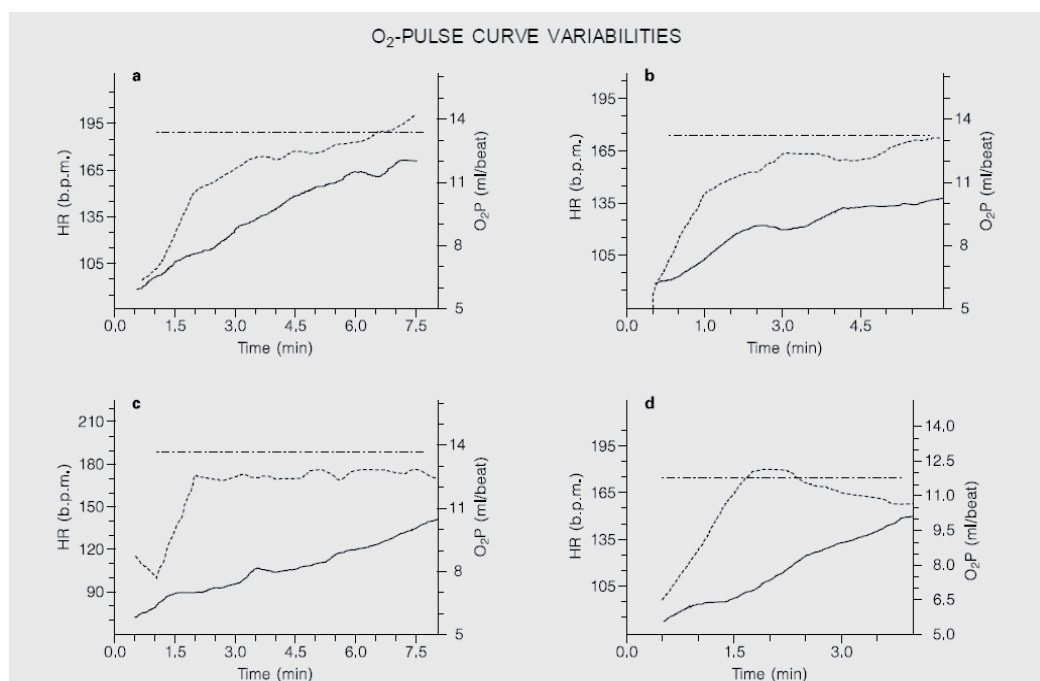 O₂-PULSE CURVE VARIABILITIES
a
HR (b.p.m.)
195
165
135
105
14
11
8
5
O₂P (ml/beat)
0.0 1.5 3.0 4.5 6.0 7.5
Time (min)
b
HR (b.p.m.)
195
165
135
105
14
11
8
5
O₂P (ml/beat)
0.0 1.0 3.0 4.5
Time (min)
c
HR (b.p.m.)
210
180
150
120
90
14
11
8
5
O₂P (ml/beat)
0.0 1.5 3.0 4.5 6.0 7.5
Time (min)
d
HR (b.p.m.)
195
165
135
105
14.0
12.5
11.0
9.5
8.0
6.5
5.0
O₂P (ml/beat)
0.0 1.5 3.0
Time (min)